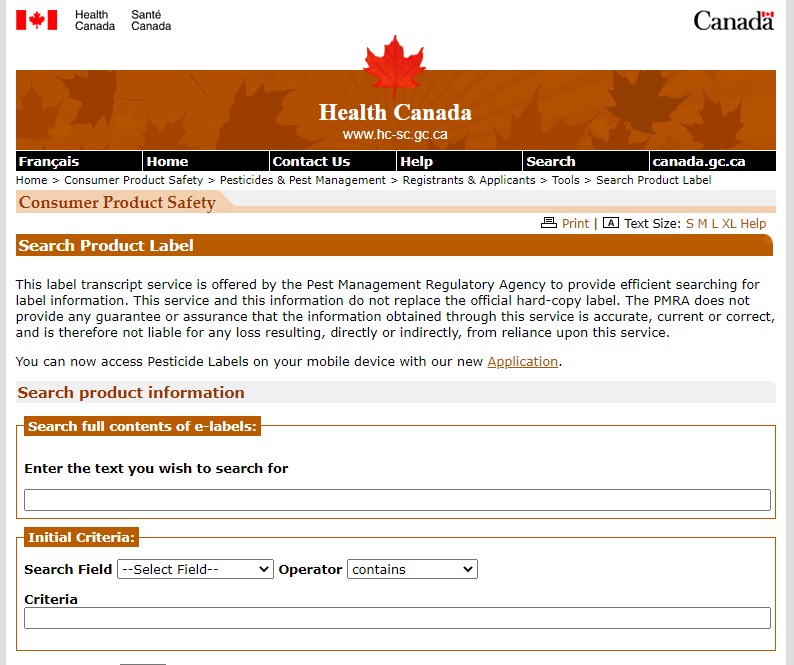 Health Canada Santé Canada Canada
Health Canada
www.hc-sc.gc.ca
Français Home Contact Us Help Search canada.gc.ca
Home > Consumer Product Safety > Pesticides & Pest Management > Registrants & Applicants > Tools > Search Product Label
Consumer Product Safety
Print | A Text Size: S M L XL Help
Search Product Label
This label transcript service is offered by the Pest Management Regulatory Agency to provide efficient searching for
label information. This service and this information do not replace the official hard-copy label. The PMRA does not
provide any guarantee or assurance that the information obtained through this service is accurate, current or correct,
and is therefore not liable for any loss resulting, directly or indirectly, from reliance upon this service.
You can now access Pesticide Labels on your mobile device with our new Application.
Search product information
Search full contents of e-labels:
Enter the text you wish to search for
Initial Criteria:
Search Field --Select Field-- Operator contains
Criteria